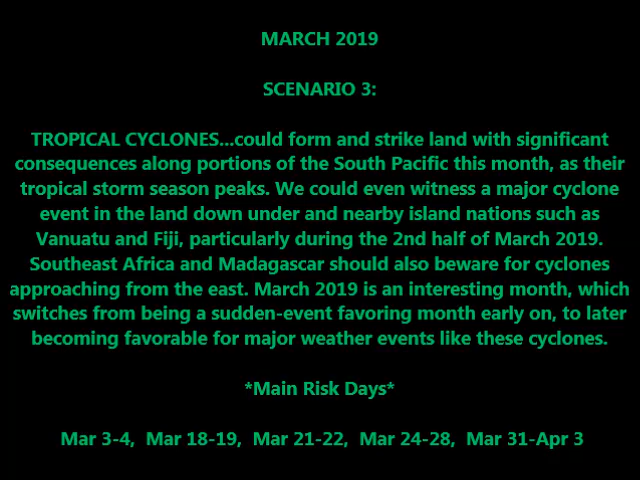 MARCH 2019
SCENARIO 3:
TROPICAL CYCLONES...could form and strike land with significant
consequences along portions of the South Pacific this month, as their
tropical storm season peaks. We could even witness a major cyclone
event in the land down under and nearby island nations such as
Vanuatu and Fiji, particularly during the 2nd half of March 2019.
Southeast Africa and Madagascar should also beware for cyclones
approaching from the east. March 2019 is an interesting month, which
switches from being a sudden-event favoring month early on, to later
becoming favorable for major weather events like these cyclones.
*Main Risk Days*
Mar 3-4, Mar 18-19, Mar 21-22, Mar 24-28, Mar 31-Apr 3